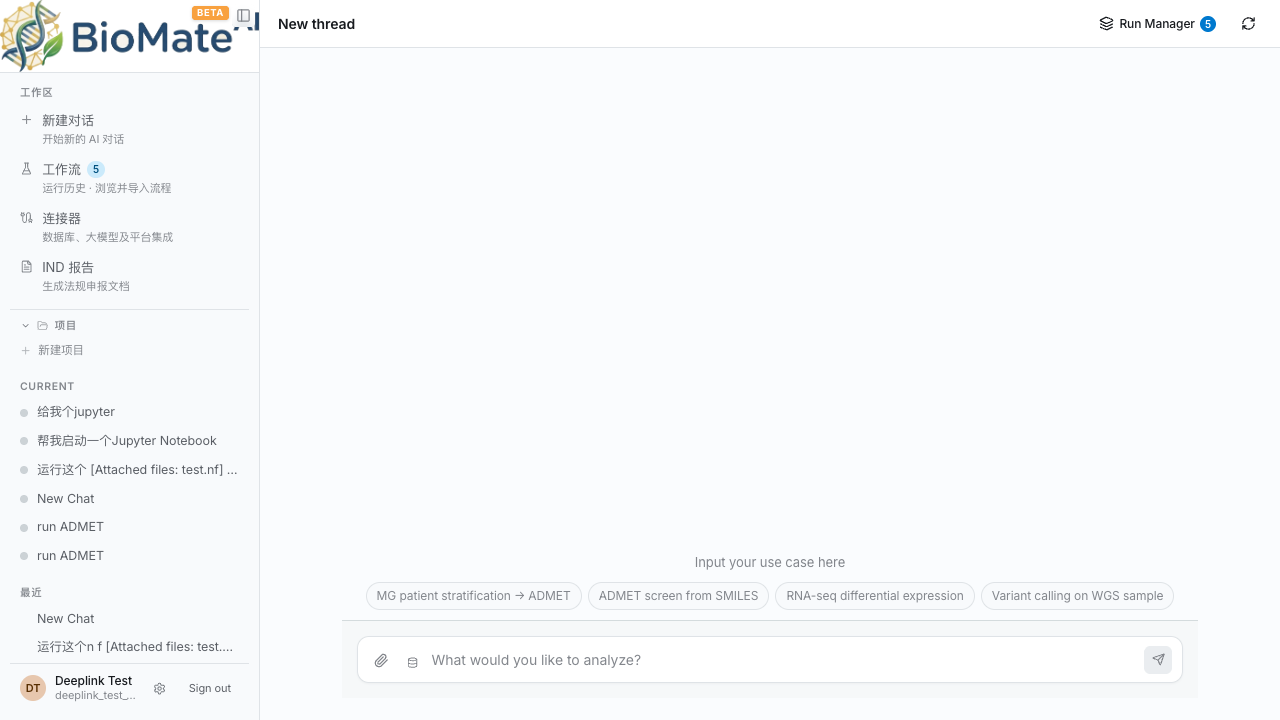 BETA
BioMate AI
工作区
新建对话
开始新的 AI 对话
工作流 5
运行历史 · 浏览并导入流程
连接器
数据库、大模型及平台集成
IND 报告
生成法规申报文档
项目
新建项目
CURRENT
给我个jupyter
帮我启动一个Jupyter Notebook
运行这个 [Attached files: test.nf] ...
New Chat
run ADMET
run ADMET
最近
New Chat
运行这个n f [Attached files: test....
DT
Deeplink Test
deeplink_test_...
Sign out
New thread
Run Manager 5
Input your use case here
MG patient stratification → ADMET
ADMET screen from SMILES
RNA-seq differential expression
Variant calling on WGS sample
What would you like to analyze?